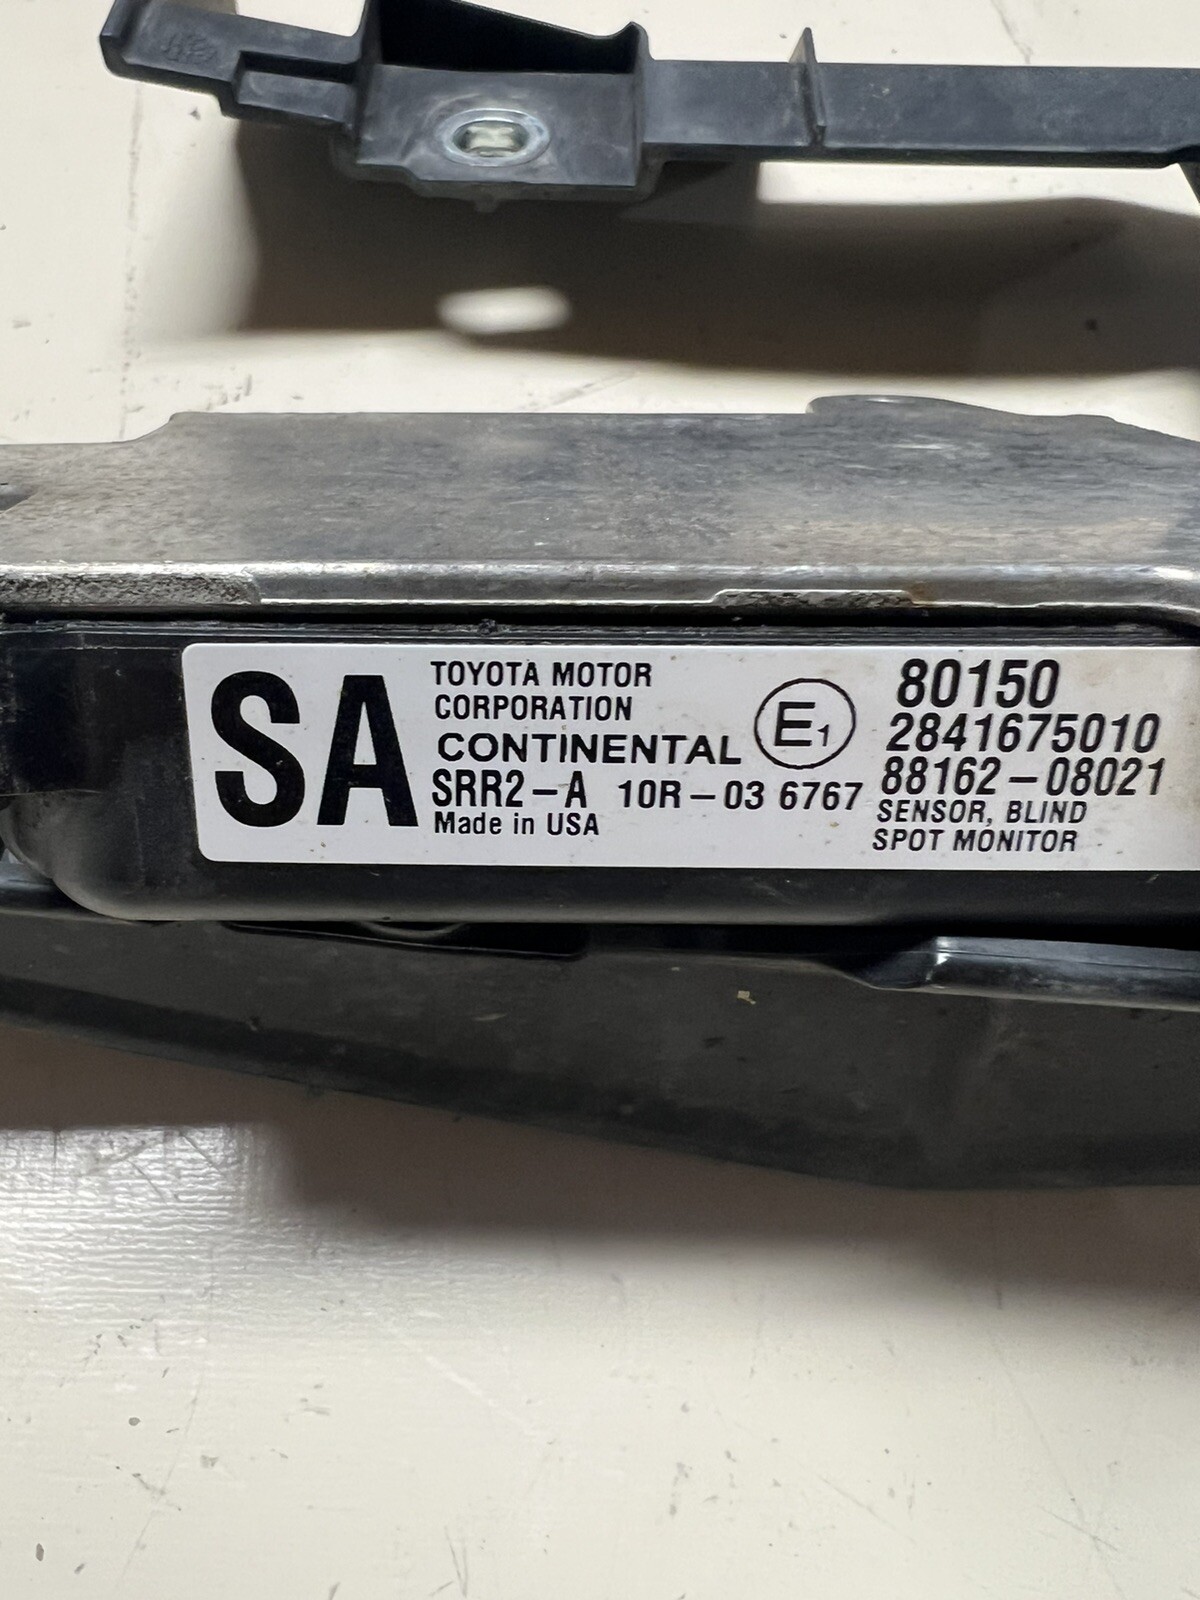 SA
TOYOTA MOTOR
CORPORATION
CONTINENTAL
SRR2-A 10R-03 6767
Made in USA
E1
80150
2841675010
88162-08021
SENSOR, BLIND
SPOT MONITOR